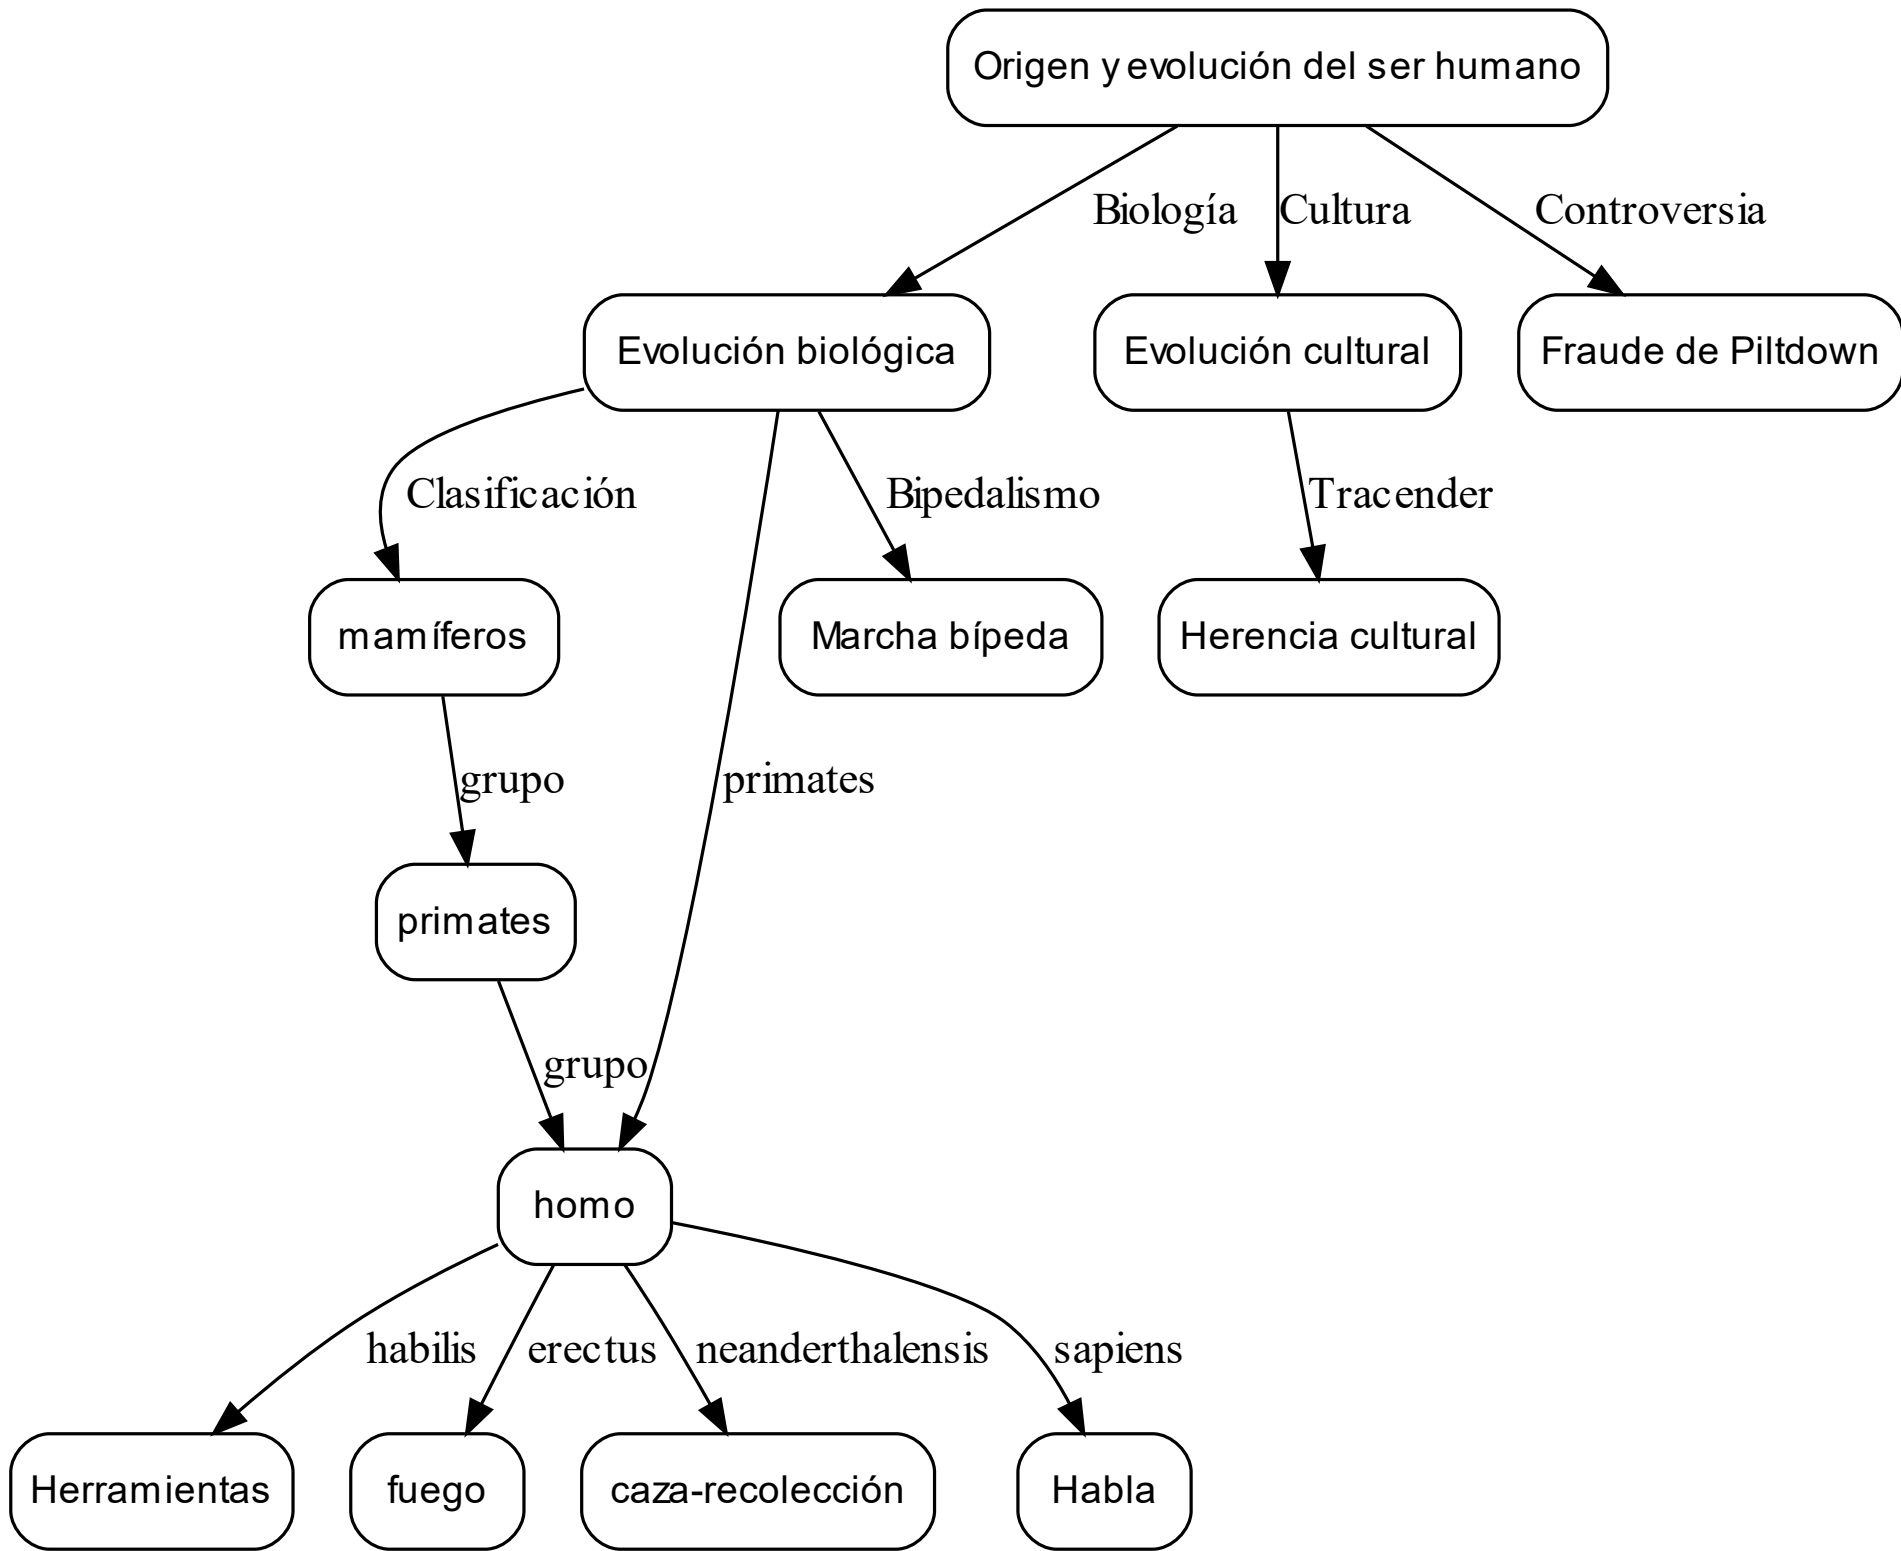 Origen y evolución del ser humano
Biología
Cultura
Controversia
Evolución biológica
Evolución cultural
Fraude de Piltdown
Clasificación
Bipedalismo
Tracender
mamíferos
Marcha bípeda
Herencia cultural
grupo
primates
primates
grupo
homo
habilis
erectus
neanderthalensis
sapiens
Herramientas
fuego
caza-recolección
Habla